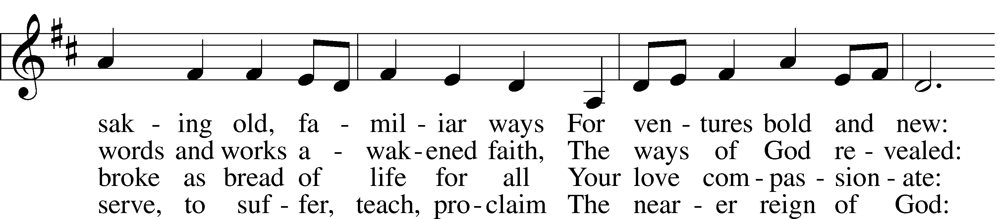 sak - ing old, fa - mil - iar ways For ven - tures bold and new:
words and works a - wak - ened faith, The ways of God re - vealed:
broke as bread of life for all Your love com - pas - sion - ate:
serve, to suf - fer, teach, pro - claim The near - er reign of God: